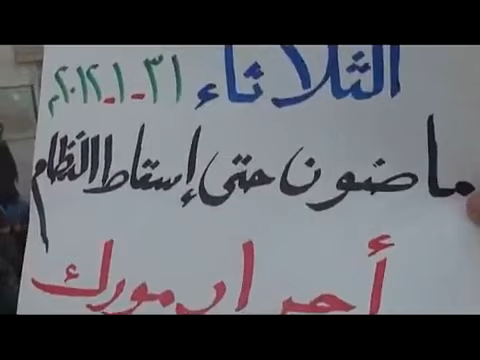 الثلاثاء ٣١-١-٢٠١٢م
ماضون حتى إسقاط النظام
أحرار مورك